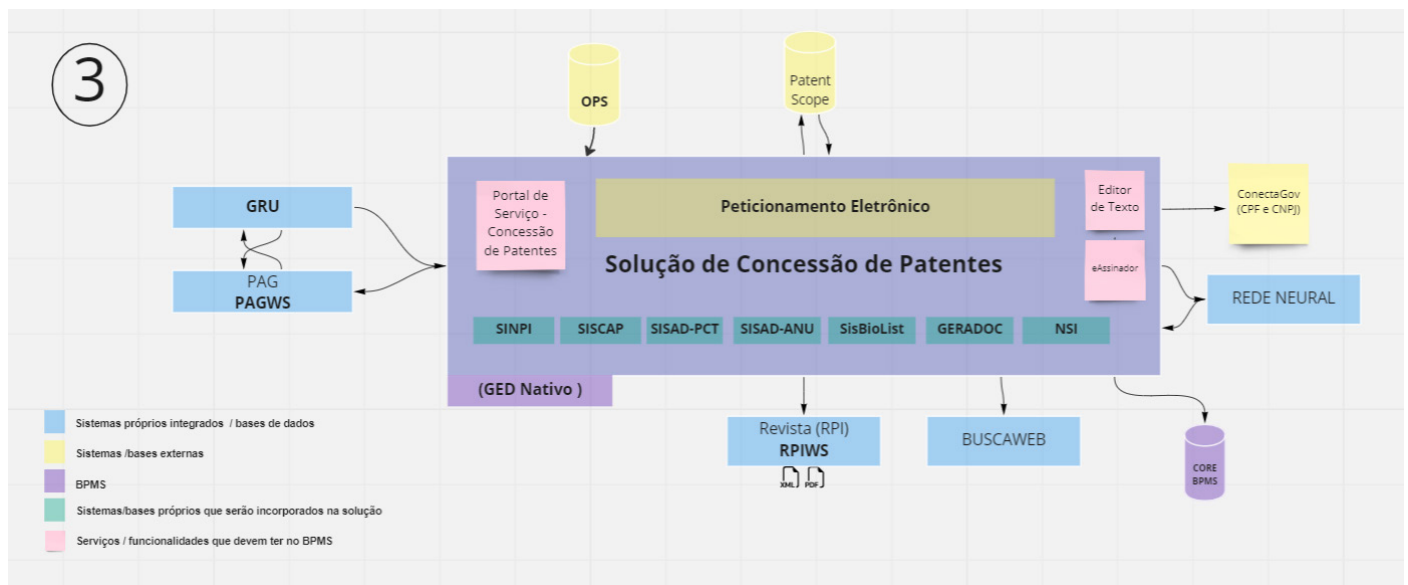 3
OPS
Patent
Scope
GRU
PAG
PAGWS
Portal de
Serviço -
Concessão
de Patentes
Peticionamento Eletrônico
Solução de Concessão de Patentes
Editor
de Texto
eAssinador
ConectaGov
(CPF e CNPJ)
REDE NEURAL
SINPI
SISCAP
SISAD-PCT
SISAD-ANU
SisBioList
GERADOC
NSI
(GED Nativo )
Revista (RPI)
RPIWS
XML
PDF
BUSCAWEB
CORE
BPMS
Sistemas próprios integrados / bases de dados
Sistemas /bases externas
BPMS
Sistemas/bases próprios que serão incorporados na solução
Serviços / funcionalidades que devem ter no BPMS